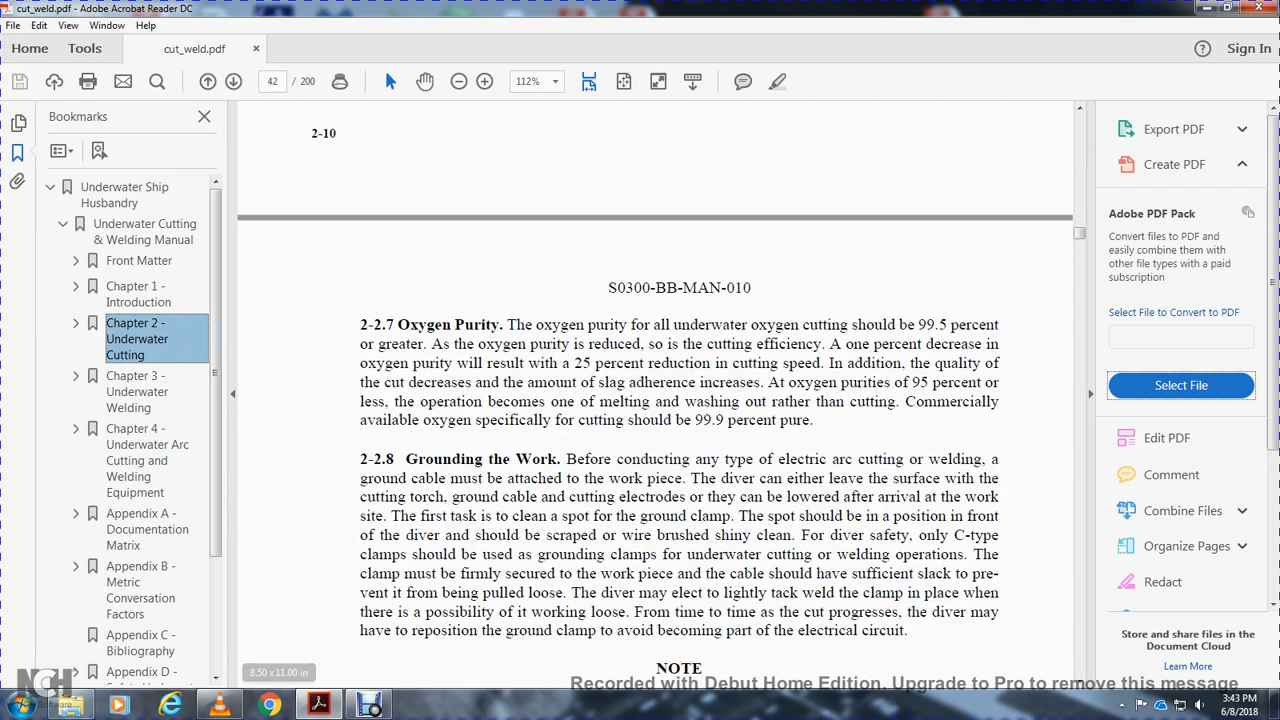 cut_weld.pdf - Adobe Acrobat Reader DC
File Edit View Window Help
Home Tools cut_weld.pdf × Sign In
42 / 200 112%
Bookmarks
Underwater Ship
Husbandry
Underwater Cutting
& Welding Manual
Front Matter
Chapter 1 -
Introduction
Chapter 2 -
Underwater
Cutting
Chapter 3 -
Underwater
Welding
Chapter 4 -
Underwater Arc
Cutting and
Welding
Equipment
Appendix A -
Documentation
Matrix
Appendix B -
Metric
Conversion
Factors
Appendix C -
Bibliography
Appendix D -
2-10
S0300-BB-MAN-010
2-2.7 Oxygen Purity. The oxygen purity for all underwater oxygen cutting should be 99.5 percent
or greater. As the oxygen purity is reduced, so is the cutting efficiency. A one percent decrease in
oxygen purity will result with a 25 percent reduction in cutting speed. In addition, the quality of
the cut decreases and the amount of slag adherence increases. At oxygen purities of 95 percent or
less, the operation becomes one of melting and washing out rather than cutting. Commercially
available oxygen specifically for cutting should be 99.9 percent pure.
2-2.8 Grounding the Work. Before conducting any type of electric arc cutting or welding, a
ground cable must be attached to the work piece. The diver can either leave the surface with the
cutting torch, ground cable and cutting electrodes or they can be lowered after arrival at the work
site. The first task is to clean a spot for the ground clamp. The spot should be in a position in front
of the diver and should be scraped or wire brushed shiny clean. For diver safety, only C-type
clamps should be used as grounding clamps for underwater cutting or welding operations. The
clamp must be firmly secured to the work piece and the cable should have sufficient slack to pre-
vent it from being pulled loose. The diver may elect to lightly tack weld the clamp in place when
there is a possibility of it working loose. From time to time as the cut progresses, the diver may
have to reposition the ground clamp to avoid becoming part of the electrical circuit.
NOTE
8.50 x 11.00 in
Export PDF
Create PDF
Adobe PDF Pack
Convert files to PDF and
easily combine them with
other file types with a paid
subscription
Select File to Convert to PDF
Select File
Edit PDF
Comment
Combine Files
Organize Pages
Redact
Store and share files in the
Document Cloud
Learn More
NCH
Software
Recorded with Debut Home Edition. Upgrade to Pro to remove this message
3:43 PM
6/8/2018